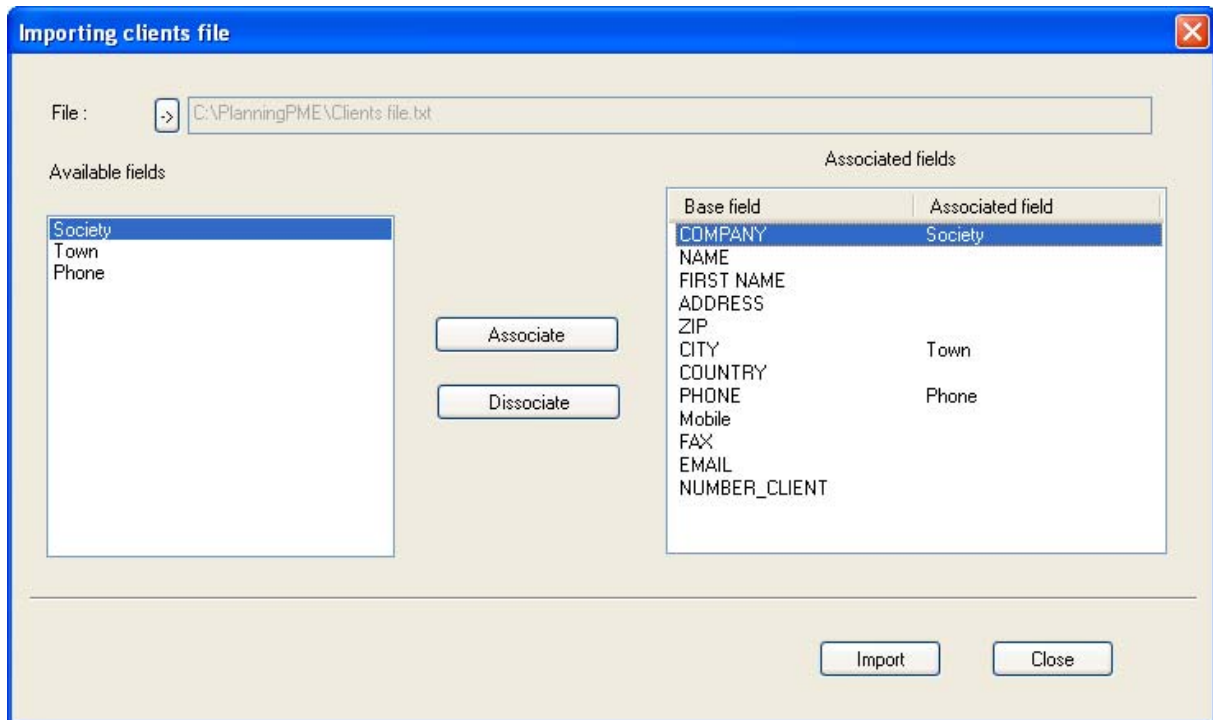 Importing clients file
File : -> C:\PlanningPME\Clients file.txt
Available fields
Society
Town
Phone
Associate
Dissociate
Associated fields
Base field Associated field
COMPANY Society
NAME
FIRST NAME
ADDRESS
ZIP
CITY Town
COUNTRY
PHONE Phone
Mobile
FAX
EMAIL
NUMBER_CLIENT
Import Close